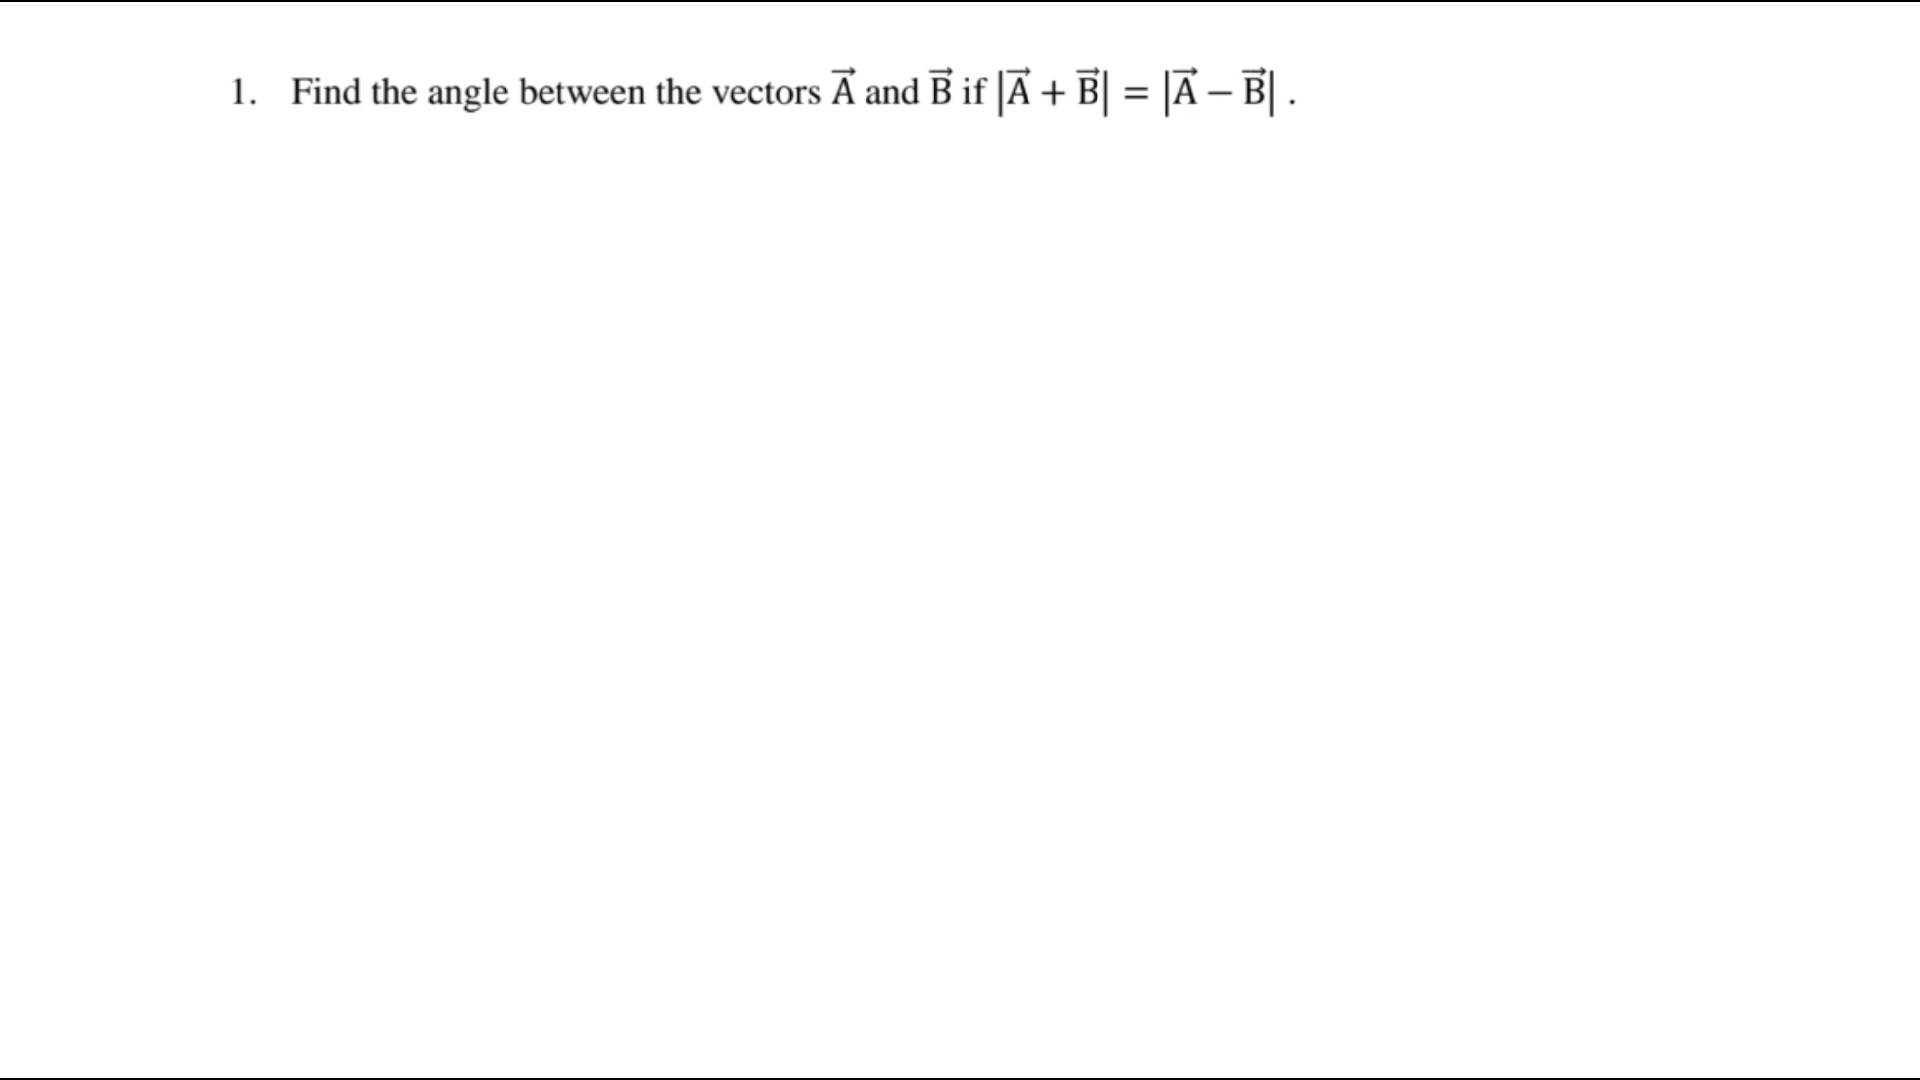 1. Find the angle between the vectors A⃗ and B⃗ if |A⃗ + B⃗| = |A⃗ − B⃗| .